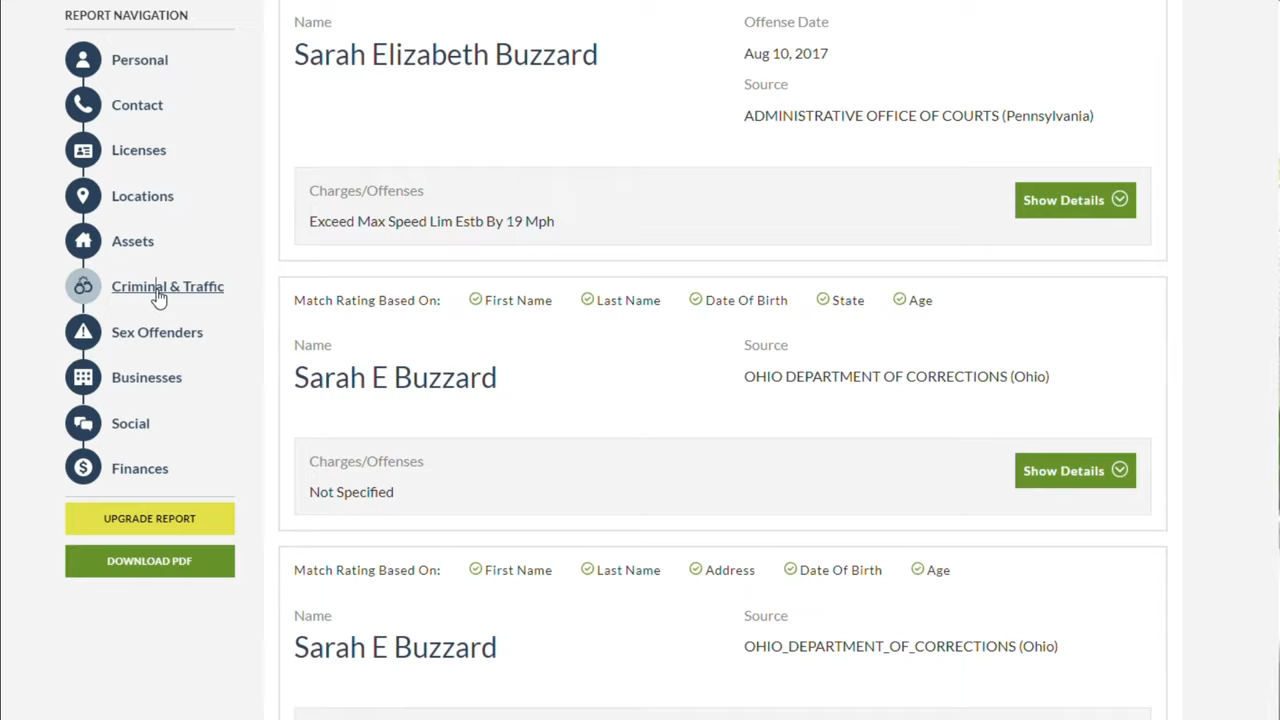 REPORT NAVIGATION
Personal
Contact
Licenses
Locations
Assets
Criminal & Traffic
Sex Offenders
Businesses
Social
Finances
UPGRADE REPORT
DOWNLOAD PDF
Name
Sarah Elizabeth Buzzard
Offense Date
Aug 10, 2017
Source
ADMINISTRATIVE OFFICE OF COURTS (Pennsylvania)
Charges/Offenses
Exceed Max Speed Lim Estb By 19 Mph
Show Details
Match Rating Based On: First Name Last Name Date Of Birth State Age
Name
Sarah E Buzzard
Source
OHIO DEPARTMENT OF CORRECTIONS (Ohio)
Charges/Offenses
Not Specified
Show Details
Match Rating Based On: First Name Last Name Address Date Of Birth Age
Name
Sarah E Buzzard
Source
OHIO_DEPARTMENT_OF_CORRECTIONS (Ohio)